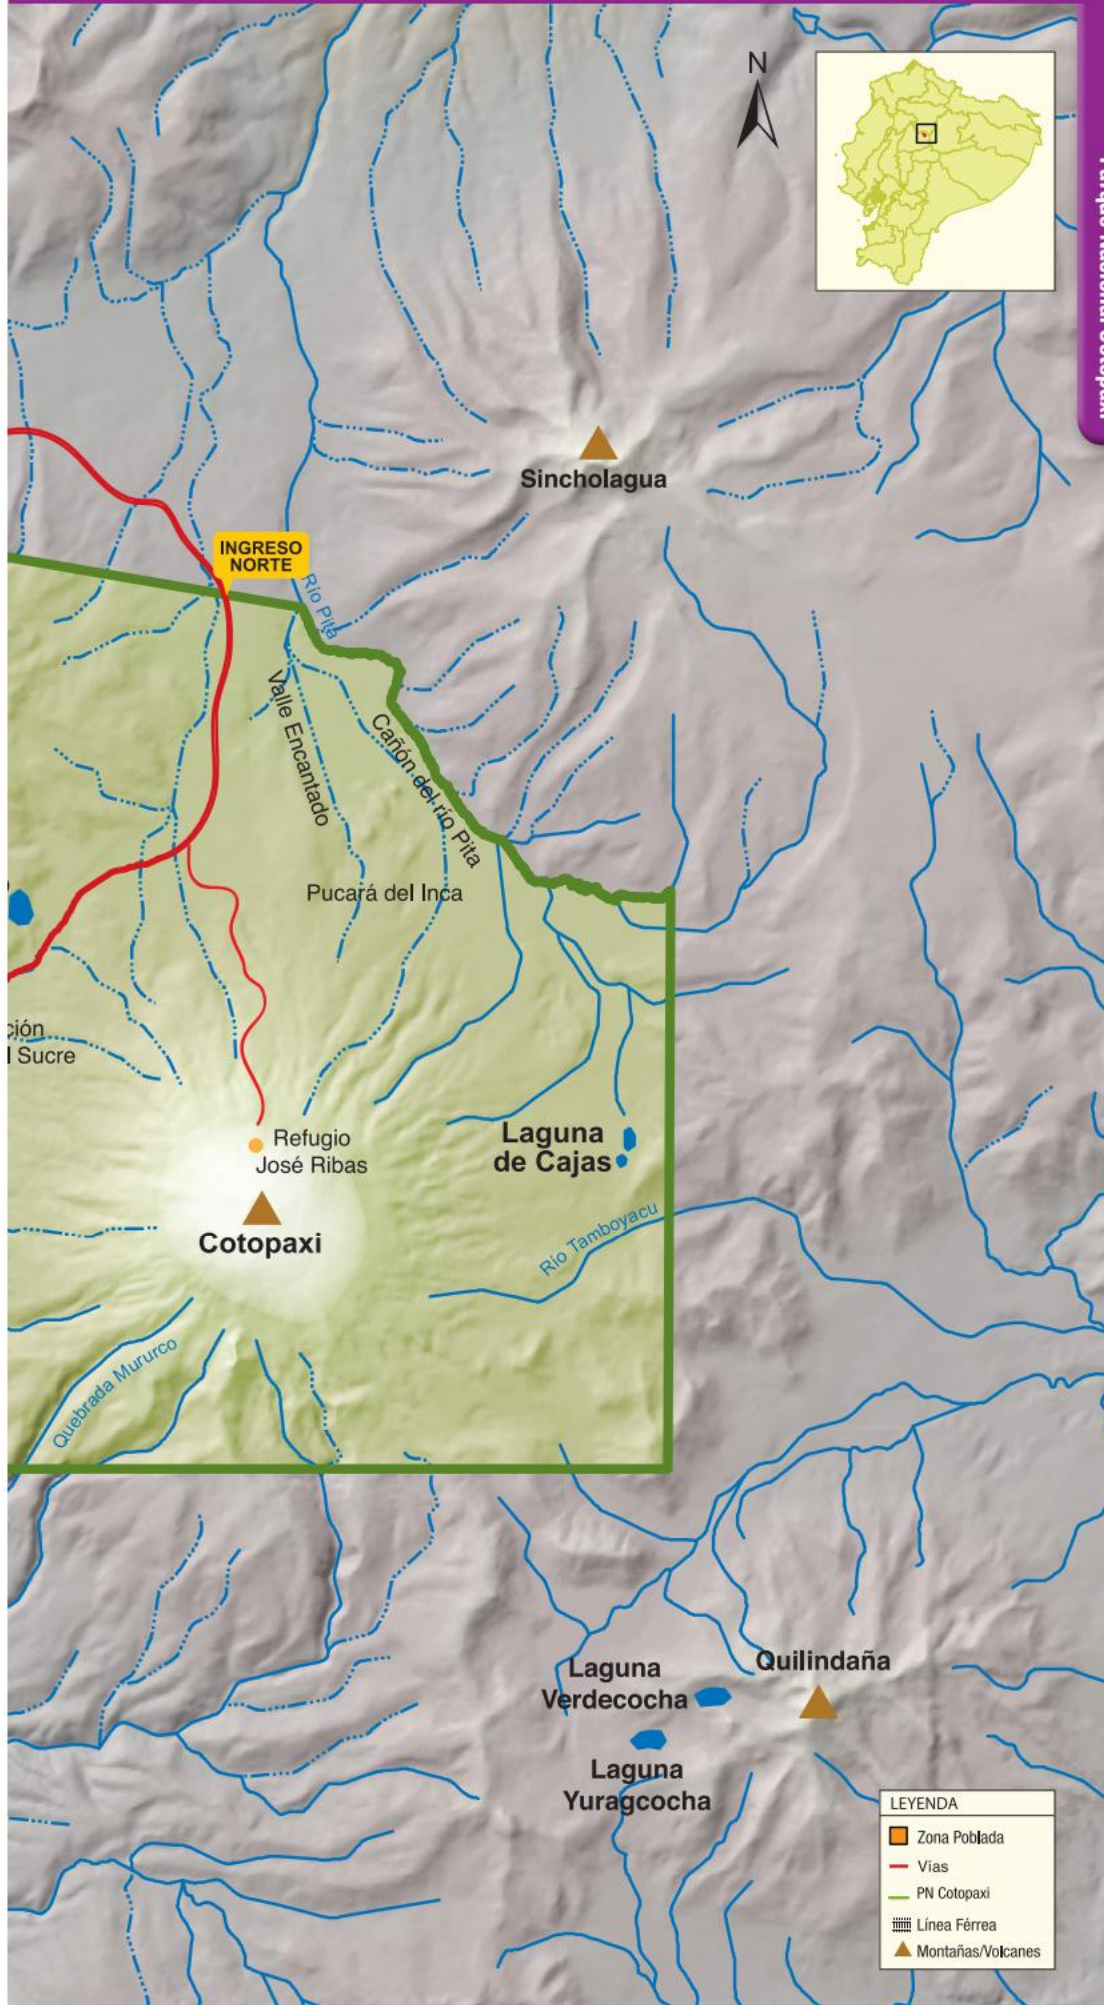 N
Sincholagua
INGRESO
NORTE
Río Pita
Valle Encantado
Cañón del río Pita
Pucará del Inca
ción
l Sucre
Refugio
José Ribas
Cotopaxi
Laguna
de Cajas
Río Tamboyacu
Quebrada Mururco
Quilindaña
Laguna
Verdecocha
Laguna
Yuragcocha
LEYENDA
Zona Poblada
Vías
PN Cotopaxi
Línea Férrea
Montañas/Volcanes